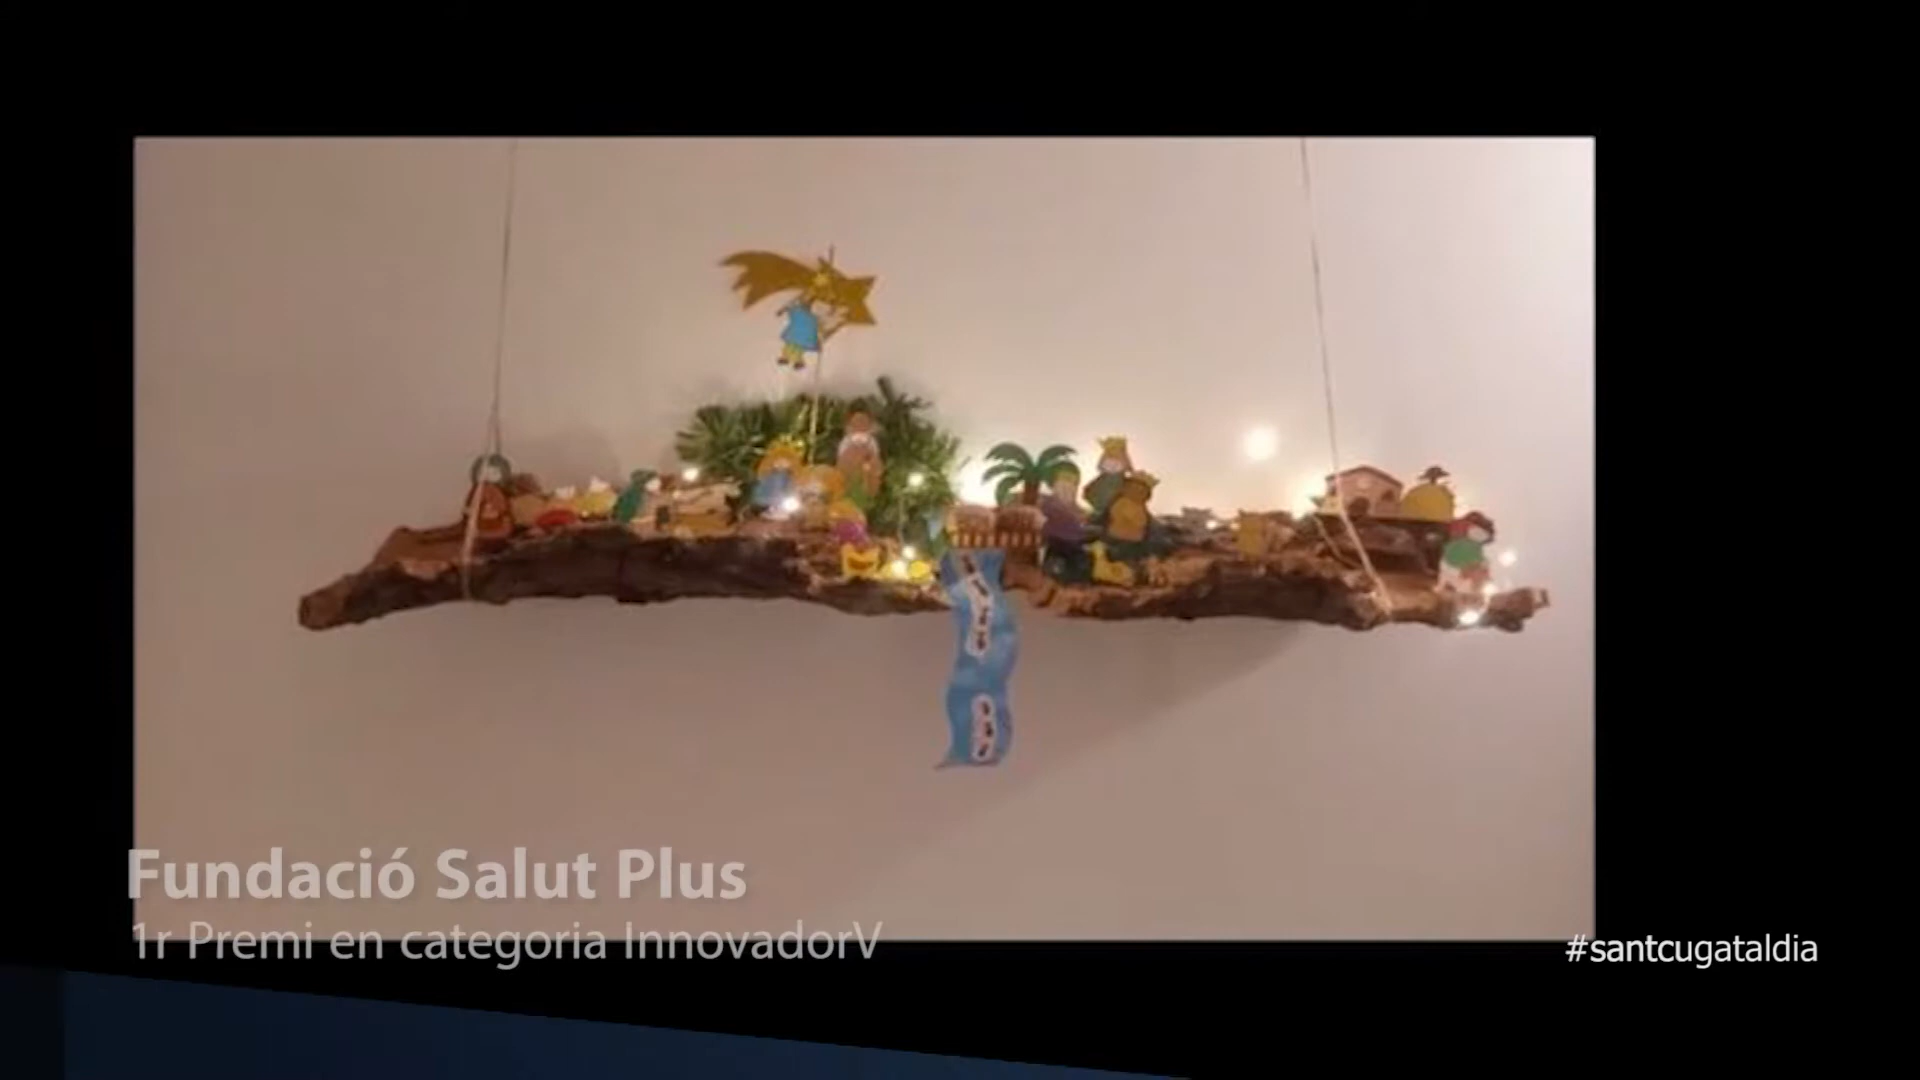 Fundació Salut Plus
1r Premi en categoria InnovadorV
#santcugataldia